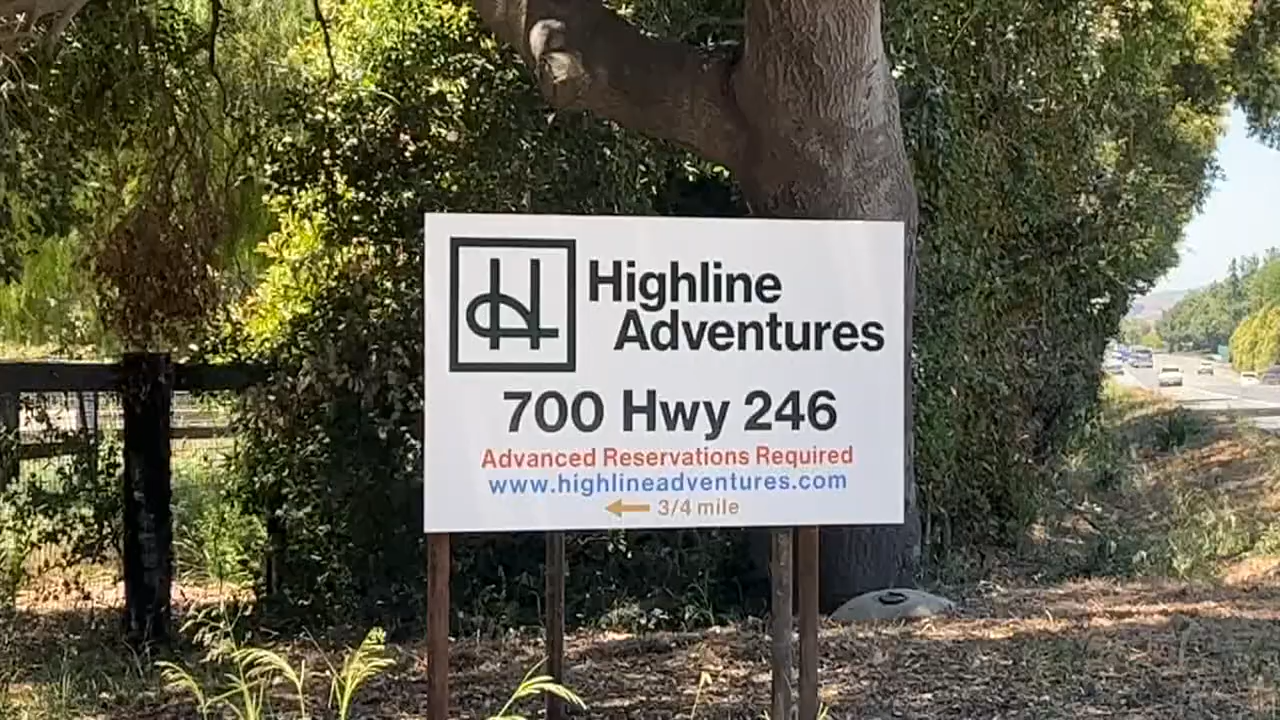 Highline
Adventures
700 Hwy 246
Advanced Reservations Required
www.highlineadventures.com
3/4 mile